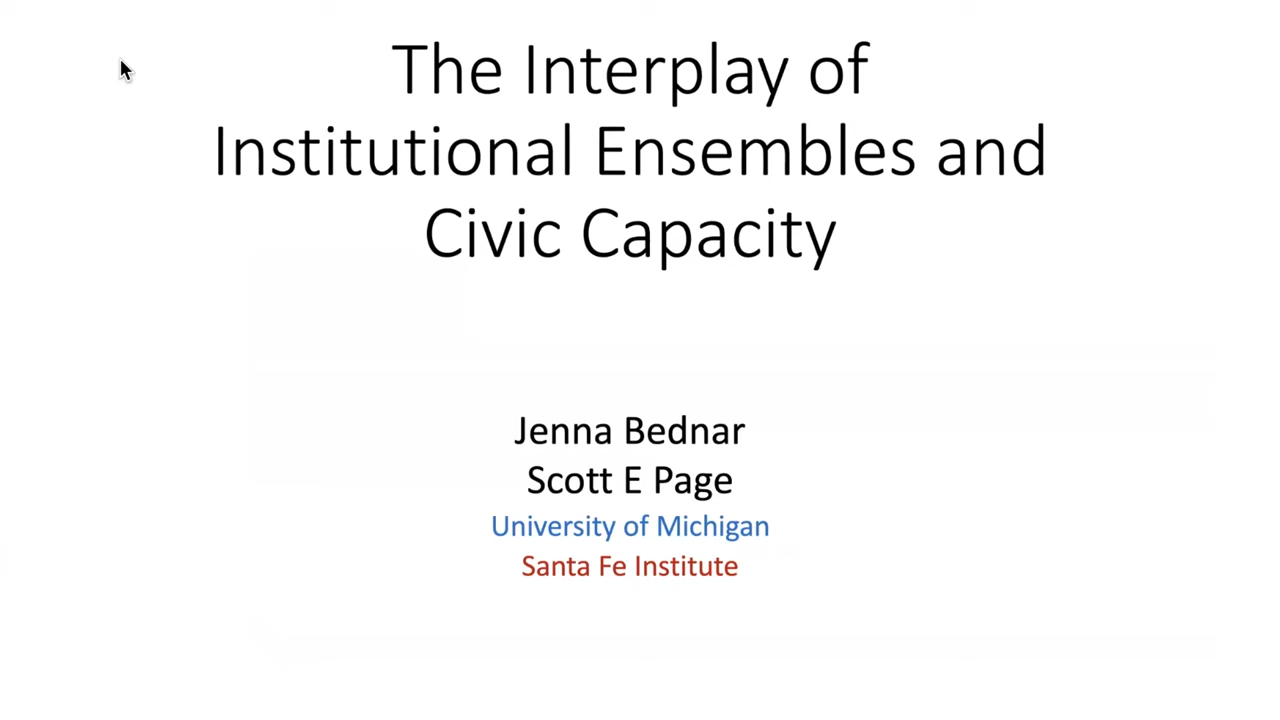 The Interplay of
Institutional Ensembles and
Civic Capacity
Jenna Bednar
Scott E Page
University of Michigan
Santa Fe Institute